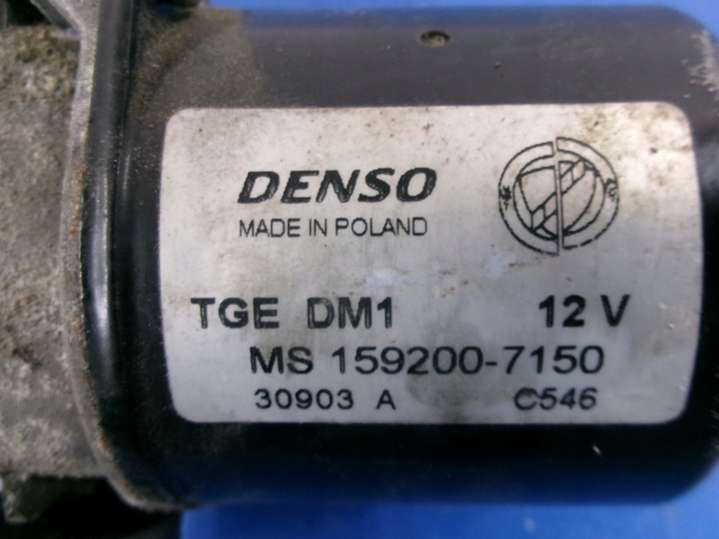 DENSO
MADE IN POLAND
TGE DM1 12 V
MS 159200-7150
30903 A C546